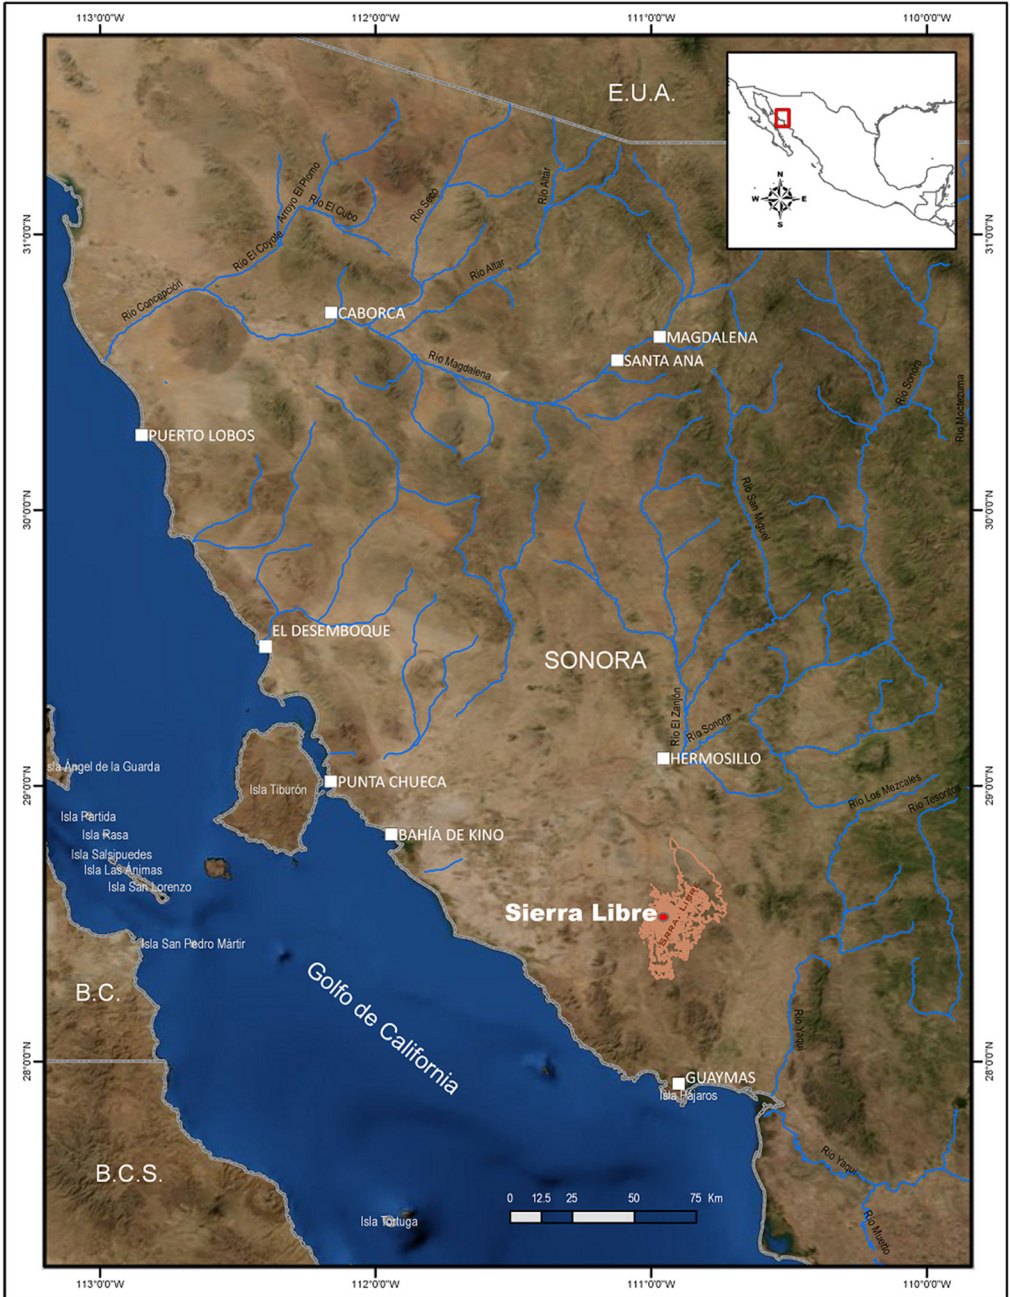 113°0'0"W
112°0'0"W
111°0'0"W
110°0'0"W
E.U.A.
N
W
E
S
31°0'0"N
31°0'0"N
Arroyo El Plomo
Río El Cubo
Río Seco
Río Altar
Río El Coyote
Río Altar
Río Concepción
CABORCA
MAGDALENA
SANTA ANA
Río Magdalena
Río Sonora
Río Moctezuma
PUERTO LOBOS
30°0'0"N
30°0'0"N
Río San Miguel
EL DESEMBOQUE
SONORA
Río El Zanjón
Río Sonora
HERMOSILLO
sla Ángel de la Guarda
29°0'0"N
29°0'0"N
Isla Tiburón
PUNTA CHUECA
Río Los Mezcales
Río Tesoritos
Isla Partida
Isla Rasa
BAHÍA DE KINO
Isla Salsipuedes
Isla Las Ánimas
Isla San Lorenzo
Sierra Libre
Isla San Pedro Mártir
B.C.
Golfo de California
Río Yaqui
28°0'0"N
28°0'0"N
GUAYMAS
Isla Pájaros
Río Yaqui
B.C.S.
0 12.5 25 50 75 Km
Isla Tortuga
Río Muerto
113°0'0"W
112°0'0"W
111°0'0"W
110°0'0"W